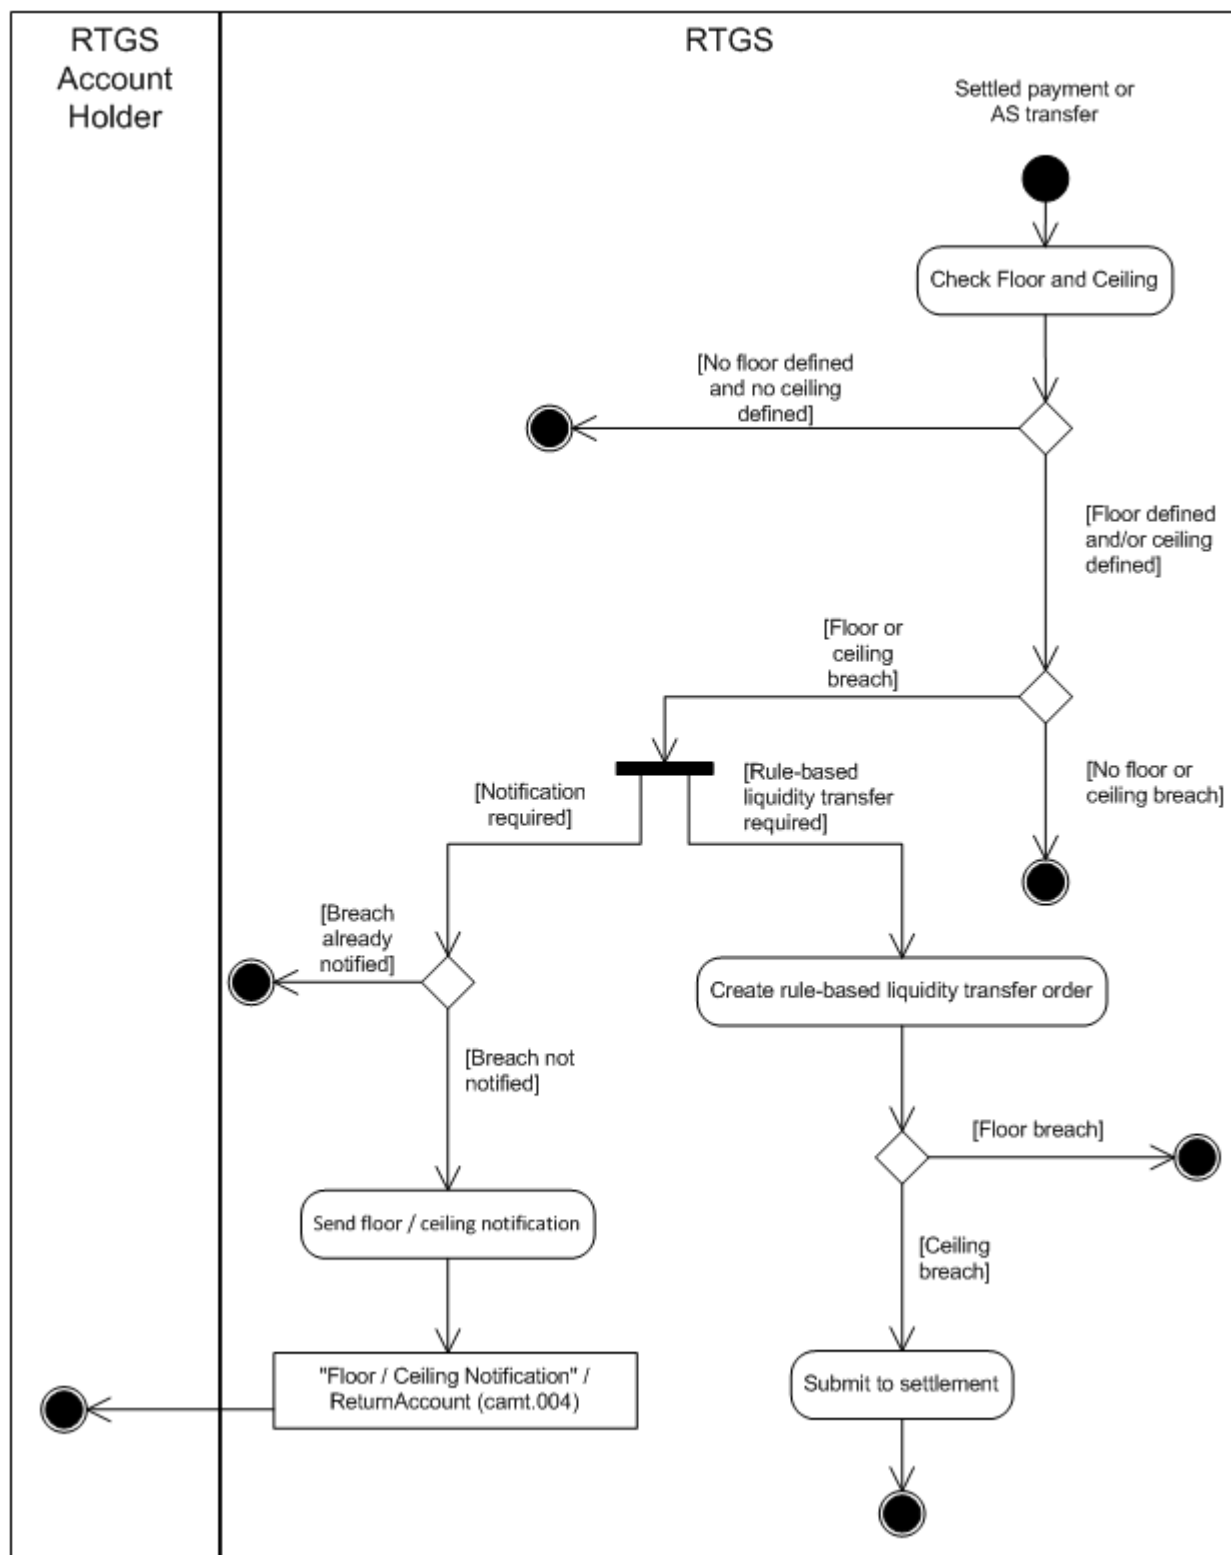 RTGS
Account
Holder
RTGS
Settled payment or
AS transfer
Check Floor and Ceiling
[No floor defined
and no ceiling
defined]
[Floor defined
and/or ceiling
defined]
[Floor or
ceiling
breach]
[No floor or
ceiling breach]
[Notification
required]
[Rule-based
liquidity transfer
required]
[Breach
already
notified]
Create rule-based liquidity transfer order
[Breach not
notified]
[Floor breach]
Send floor / ceiling notification
[Ceiling
breach]
"Floor / Ceiling Notification" /
ReturnAccount (camt.004)
Submit to settlement